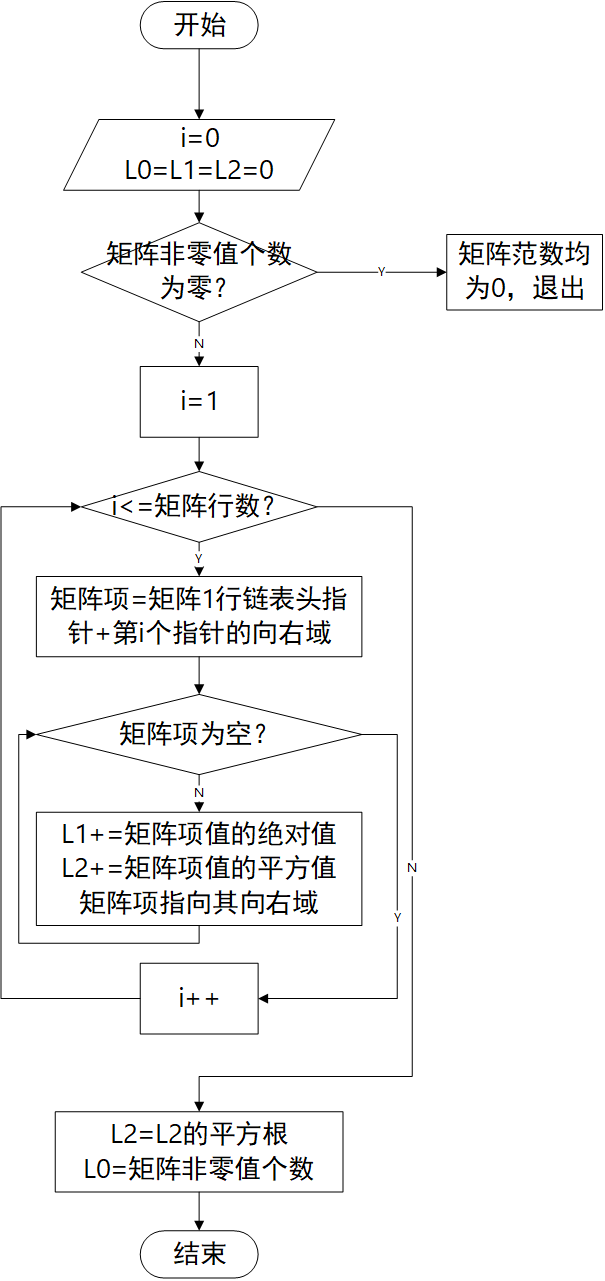 开始
i=0
L0=L1=L2=0
矩阵非零值个数
为零？
Y
矩阵范数均
为0，退出
N
i=1
i<=矩阵行数？
Y
矩阵项=矩阵1行链表头指
针+第i个指针的向右域
矩阵项为空？
N
L1+=矩阵项值的绝对值
L2+=矩阵项值的平方值
矩阵项指向其向右域
N
Y
i++
L2=L2的平方根
L0=矩阵非零值个数
结束